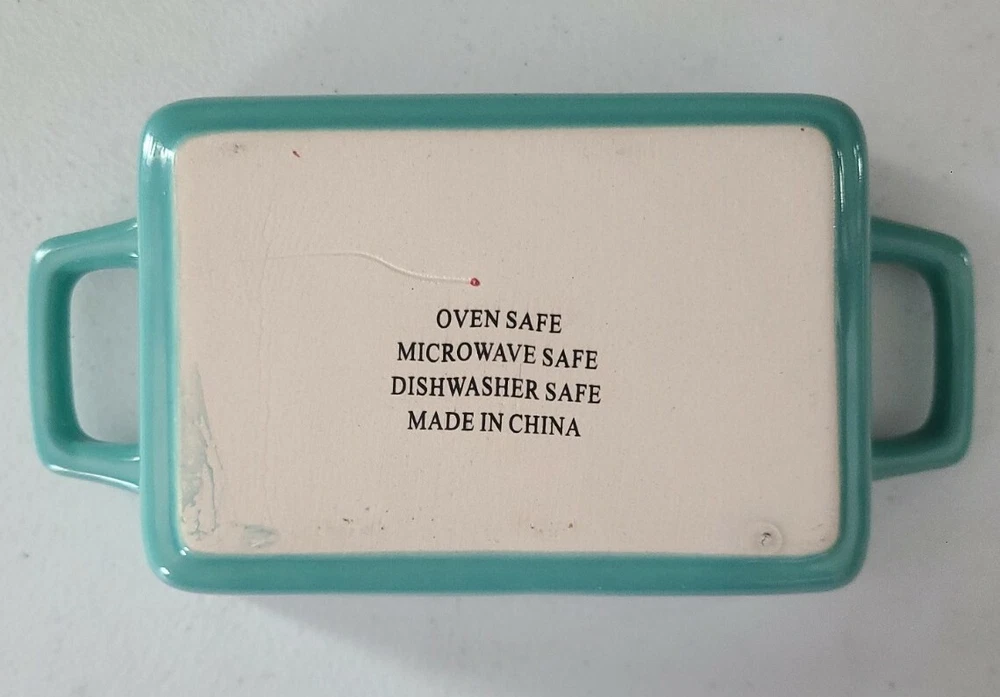 OVEN SAFE
MICROWAVE SAFE
DISHWASHER SAFE
MADE IN CHINA